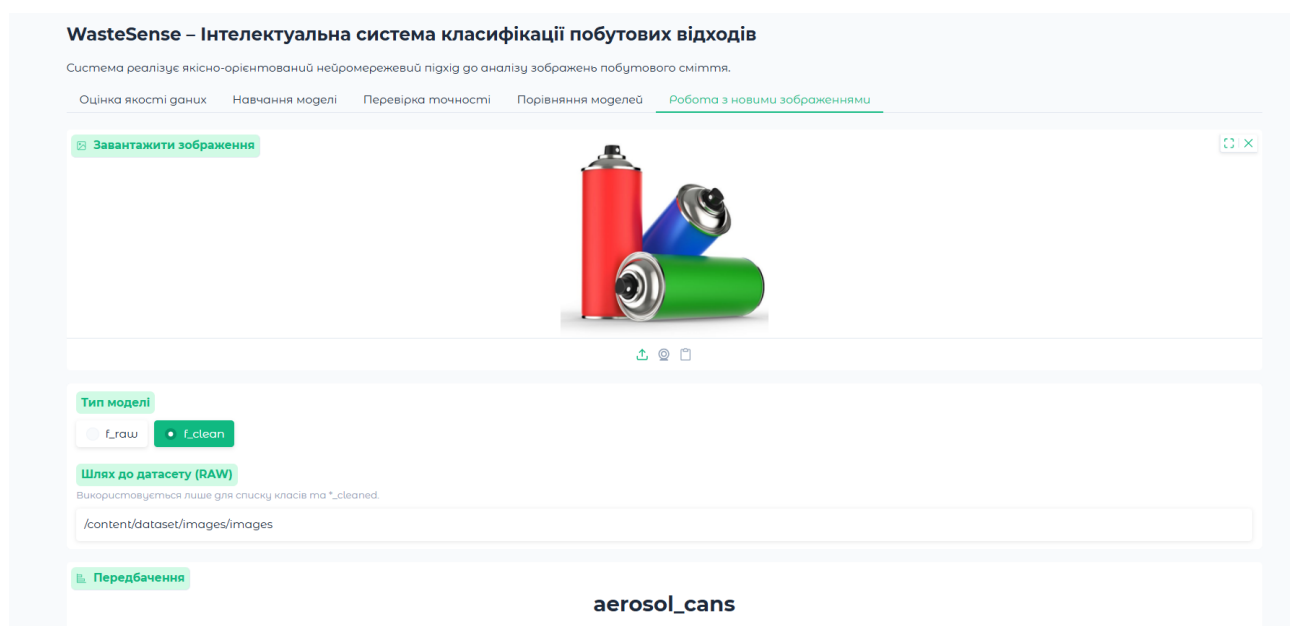 WasteSense – Інтелектуальна система класифікації побутових відходів
Система реалізує якісно-орієнтований нейромережевий підхід до аналізу зображень побутового сміття.
Оцінка якості даних Навчання моделі Перевірка точності Порівняння моделей Робота з новими зображеннями
Завантажити зображення
Тип моделі
f_raw f_clean
Шлях до датасету (RAW)
Використовується лише для списку класів та *_cleaned.
/content/dataset/images/images
Передбачення
aerosol_cans